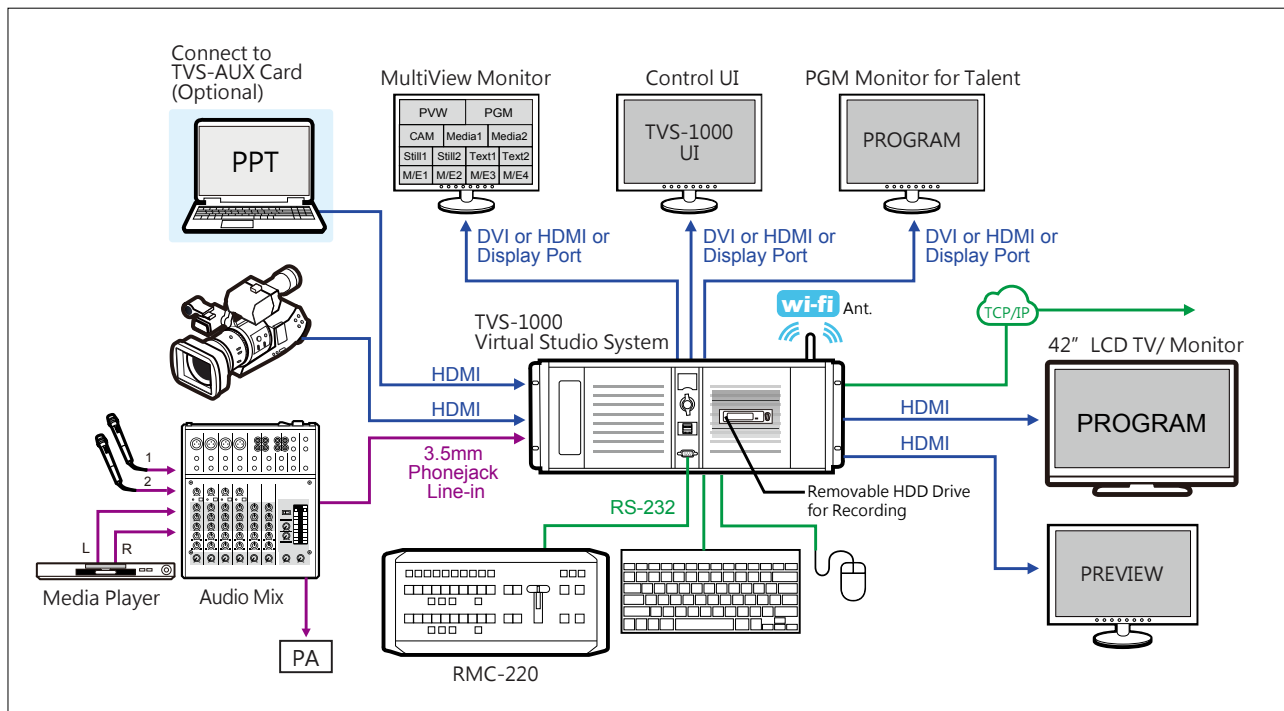 Connect to
TVS-AUX Card
(Optional)
PPT
MultiView Monitor
PVW PGM
CAM Media1 Media2
Still1 Still2 Text1 Text2
M/E1 M/E2 M/E3 M/E4
Control UI
TVS-1000
UI
PGM Monitor for Talent
PROGRAM
DVI or HDMI or
Display Port
DVI or HDMI or
Display Port
DVI or HDMI or
Display Port
wi-fi Ant.
TCP/IP
TVS-1000
Virtual Studio System
42" LCD TV/ Monitor
PROGRAM
HDMI
HDMI
HDMI
HDMI
3.5mm
Phonejack
Line-in
1
2
L R
Media Player
Audio Mix
PA
RS-232
Removable HDD Drive
for Recording
RMC-220
PREVIEW